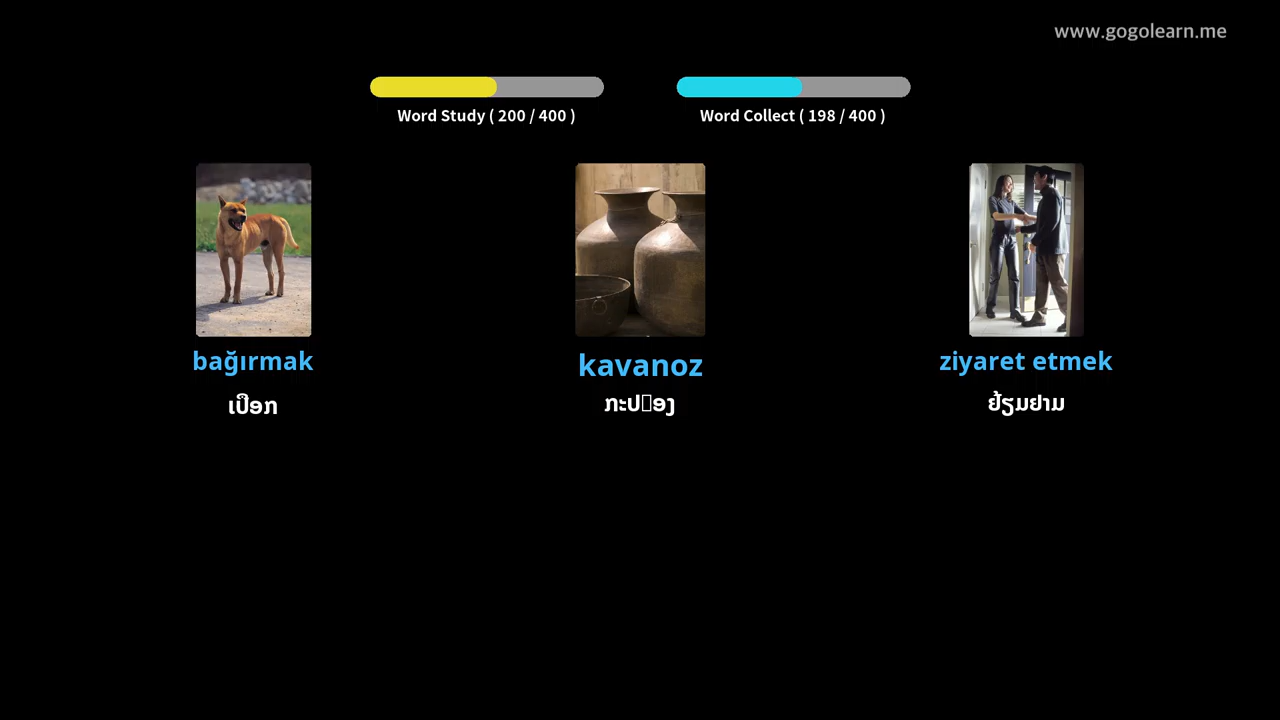 www.gogolearn.me
Word Study ( 200 / 400 )
Word Collect ( 198 / 400 )
bağırmak
kavanoz
ziyaret etmek
ເປືອກ
ຢ້ຽມຢາມ